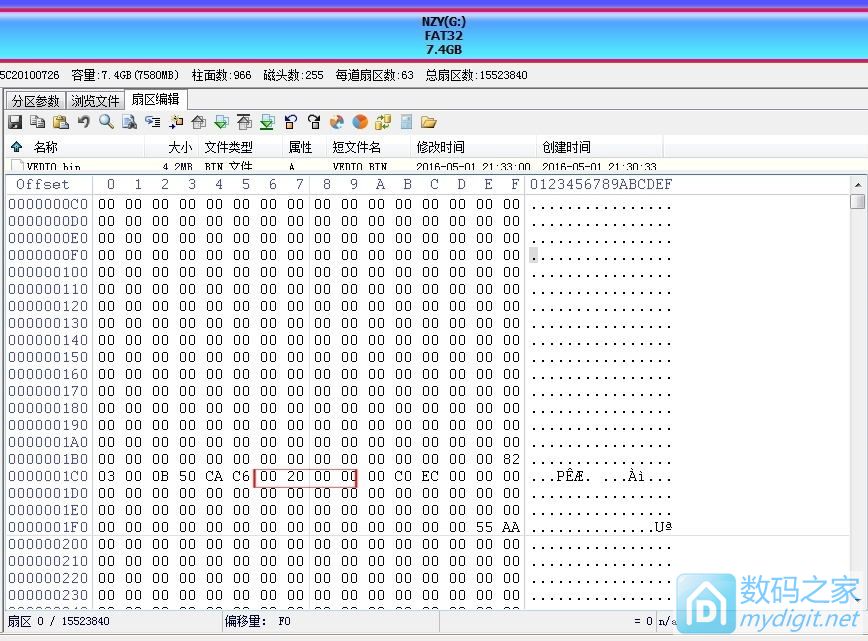 NZY(G:)
FAT32
7.4GB
5C20100726 容量:7.4GB(7580MB) 柱面数:966 磁头数:255 每道扇区数:63 总扇区数:15523840
分区参数 浏览文件 扇区编辑
名称 大小 文件类型 属性 短文件名 修改时间 创建时间
VEDIO.bin 4.2MB BIN 文件 A VEDIO.BIN 2016-05-01 21:33:00 2016-05-01 21:30:33
Offset 0 1 2 3 4 5 6 7 8 9 A B C D E F 0123456789ABCDEF
0000000C0 00 00 00 00 00 00 00 00 00 00 00 00 00 00 00 00 ................
0000000D0 00 00 00 00 00 00 00 00 00 00 00 00 00 00 00 00 ................
0000000E0 00 00 00 00 00 00 00 00 00 00 00 00 00 00 00 00 ................
0000000F0 00 00 00 00 00 00 00 00 00 00 00 00 00 00 00 00 ................
000000100 00 00 00 00 00 00 00 00 00 00 00 00 00 00 00 00 ................
000000110 00 00 00 00 00 00 00 00 00 00 00 00 00 00 00 00 ................
000000120 00 00 00 00 00 00 00 00 00 00 00 00 00 00 00 00 ................
000000130 00 00 00 00 00 00 00 00 00 00 00 00 00 00 00 00 ................
000000140 00 00 00 00 00 00 00 00 00 00 00 00 00 00 00 00 ................
000000150 00 00 00 00 00 00 00 00 00 00 00 00 00 00 00 00 ................
000000160 00 00 00 00 00 00 00 00 00 00 00 00 00 00 00 00 ................
000000170 00 00 00 00 00 00 00 00 00 00 00 00 00 00 00 00 ................
000000180 00 00 00 00 00 00 00 00 00 00 00 00 00 00 00 00 ................
000000190 00 00 00 00 00 00 00 00 00 00 00 00 00 00 00 00 ................
0000001A0 00 00 00 00 00 00 00 00 00 00 00 00 00 00 00 00 ................
0000001B0 00 00 00 00 00 00 00 00 00 00 00 00 00 00 00 82 ................
0000001C0 03 00 0B 50 CA C6 00 20 00 00 00 C0 EC 00 00 00 ...PÊÆ. ...Àì...
0000001D0 00 00 00 00 00 00 00 00 00 00 00 00 00 00 00 00 ................
0000001E0 00 00 00 00 00 00 00 00 00 00 00 00 00 00 00 00 ................
0000001F0 00 00 00 00 00 00 00 00 00 00 00 00 00 00 55 AA ..............Uª
000000200 00 00 00 00 00 00 00 00 00 00 00 00 00 00 00 00 ................
000000210 00 00 00 00 00 00 00 00 00 00 00 00 00 00 00 00 ................
000000220 00 00 00 00 00 00 00 00 00 00 00 00 00 00 00 00 ................
000000230 00 00 00 00 00 00 00 00 00 00 00 00 00 00 00 00 ................
扇区 0 / 15523840 偏移量: F0 = 0 n/a
数码之家
mydigit.net